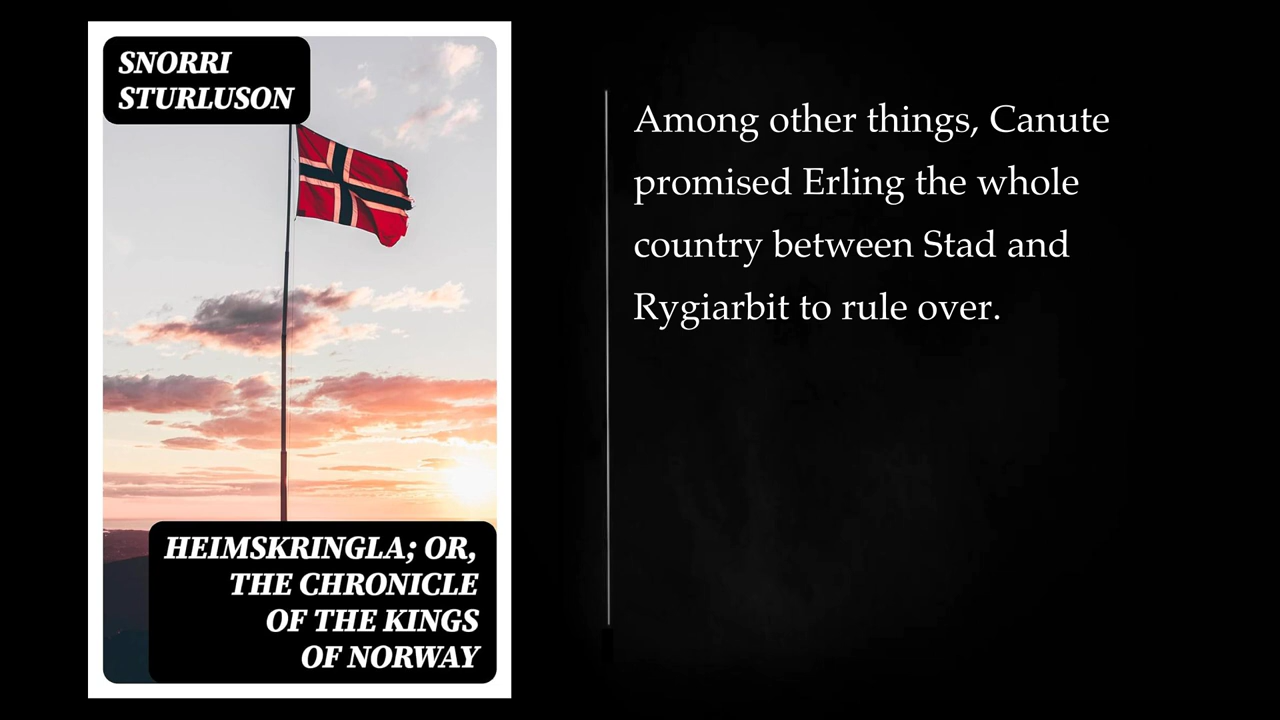 SNORRI
STURLUSON
HEIMSKRINGLA; OR,
THE CHRONICLE
OF THE KINGS
OF NORWAY
Among other things, Canute
promised Erling the whole
country between Stad and
Rygiarbit to rule over.